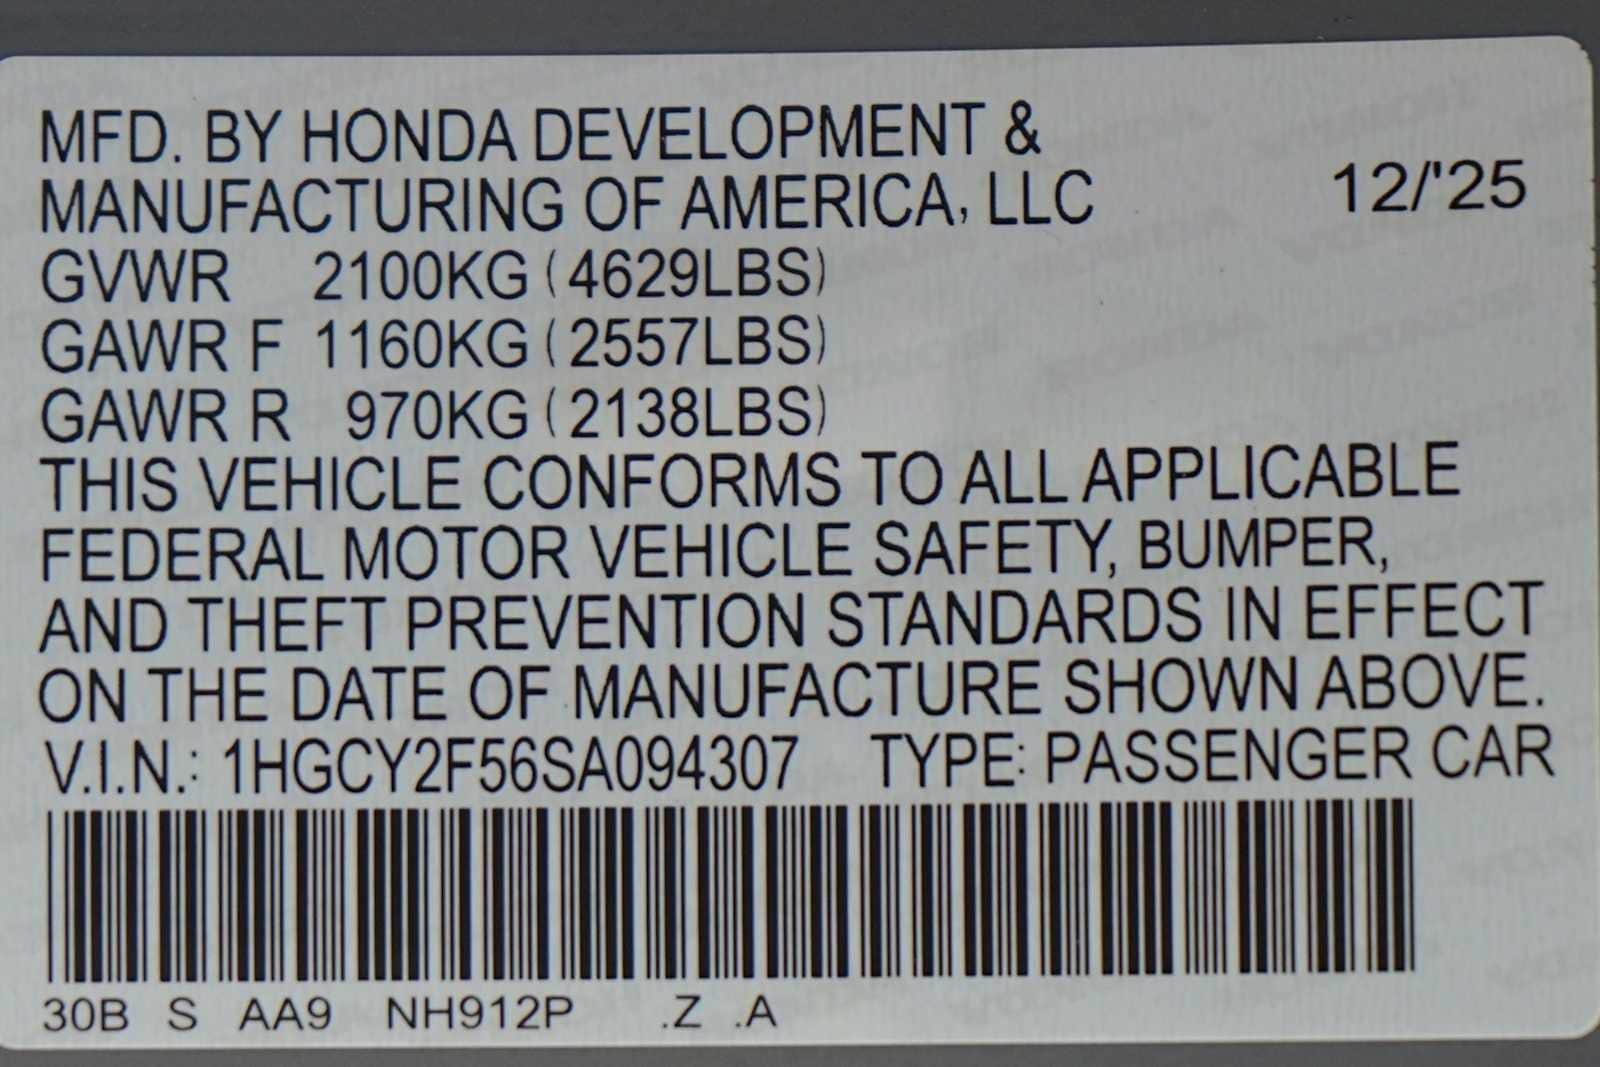 MFD. BY HONDA DEVELOPMENT &
MANUFACTURING OF AMERICA, LLC 12/'25
GVWR 2100KG (4629LBS)
GAWR F 1160KG (2557LBS)
GAWR R 970KG (2138LBS)
THIS VEHICLE CONFORMS TO ALL APPLICABLE
FEDERAL MOTOR VEHICLE SAFETY, BUMPER,
AND THEFT PREVENTION STANDARDS IN EFFECT
ON THE DATE OF MANUFACTURE SHOWN ABOVE.
V.I.N.: 1HGCY2F56SA094307 TYPE: PASSENGER CAR
30B S AA9 NH912P .Z .A